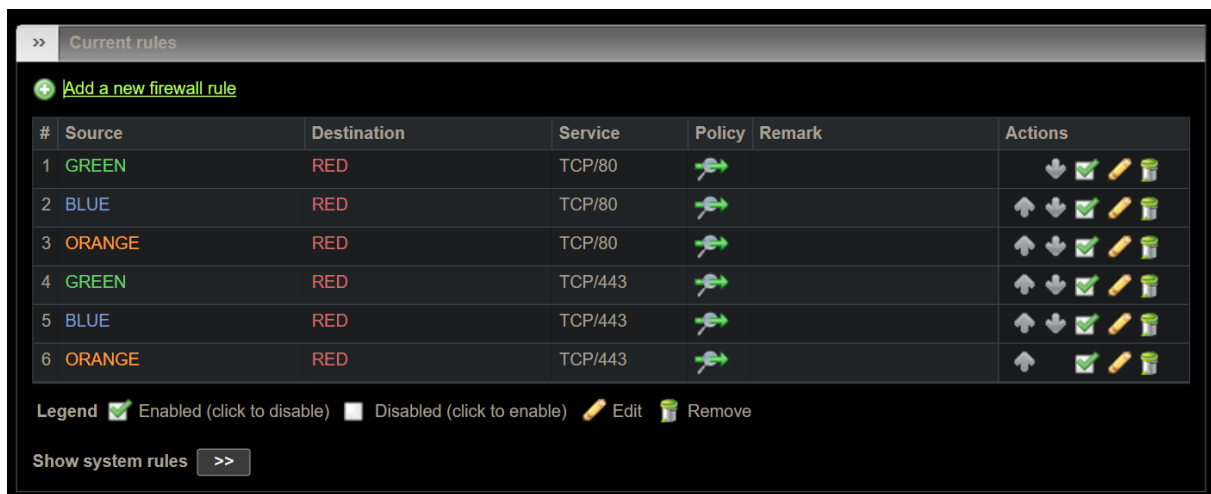 >> Current rules
Add a new firewall rule
# Source Destination Service Policy Remark Actions
1 GREEN RED TCP/80
2 BLUE RED TCP/80
3 ORANGE RED TCP/80
4 GREEN RED TCP/443
5 BLUE RED TCP/443
6 ORANGE RED TCP/443
Legend Enabled (click to disable) Disabled (click to enable) Edit Remove
Show system rules >>